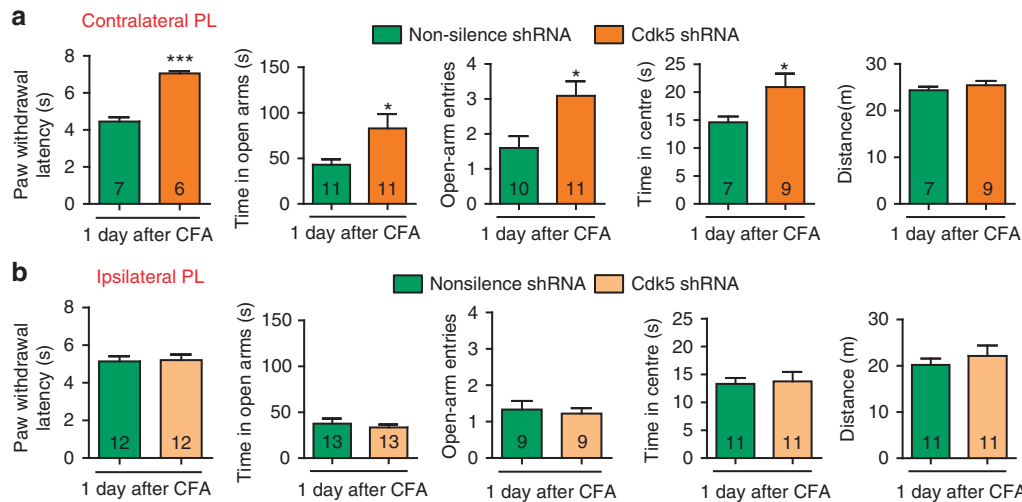 a
Contralateral PL
Non-silence shRNA
Cdk5 shRNA
Paw withdrawal
latency (s)
8
6
4
2
0
***
7
6
1 day after CFA
Time in open arms (s)
150
100
50
0
*
11
11
1 day after CFA
Open-arm entries
4
3
2
1
0
*
10
11
1 day after CFA
Time in centre (s)
25
20
15
10
5
0
*
7
9
1 day after CFA
Distance(m)
30
20
10
0
7
9
1 day after CFA
b
Ipsilateral PL
Nonsilence shRNA
Cdk5 shRNA
Paw withdrawal
latency (s)
8
6
4
2
0
12
12
1 day after CFA
Time in open arms (s)
150
100
50
0
13
13
1 day after CFA
Open-arm entries
4
3
2
1
0
9
9
1 day after CFA
Time in centre (s)
25
20
15
10
5
0
11
11
1 day after CFA
Distance (m)
30
20
10
0
11
11
1 day after CFA